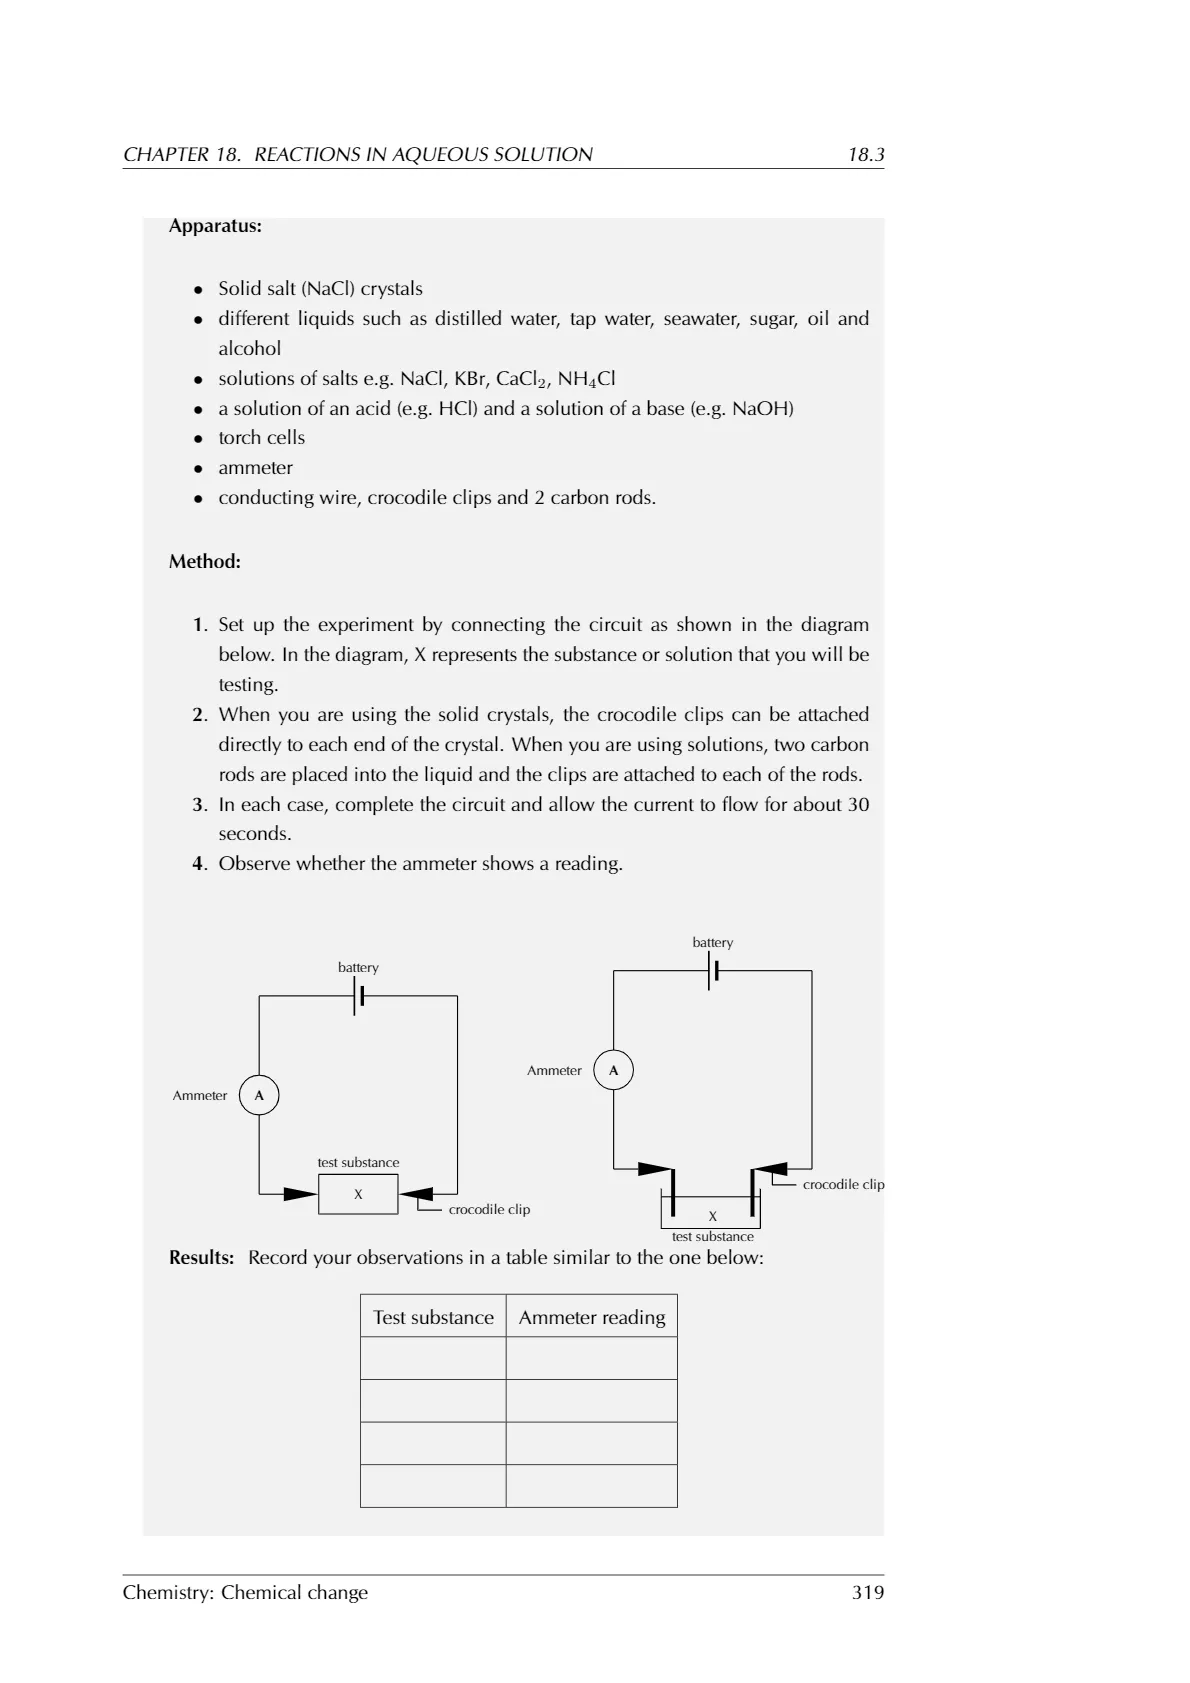 CHAPTER 18. REACTIONS IN AQUEOUS SOLUTION 18.3
Apparatus:
• Solid salt (NaCl) crystals
• different liquids such as distilled water, tap water, seawater, sugar, oil and
alcohol
• solutions of salts e.g. NaCl, KBr, CaCl₂, NH₄Cl
• a solution of an acid (e.g. HCl) and a solution of a base (e.g. NaOH)
• torch cells
• ammeter
• conducting wire, crocodile clips and 2 carbon rods.
Method:
1. Set up the experiment by connecting the circuit as shown in the diagram
below. In the diagram, X represents the substance or solution that you will be
testing.
2. When you are using the solid crystals, the crocodile clips can be attached
directly to each end of the crystal. When you are using solutions, two carbon
rods are placed into the liquid and the clips are attached to each of the rods.
3. In each case, complete the circuit and allow the current to flow for about 30
seconds.
4. Observe whether the ammeter shows a reading.
battery
Ammeter A
test substance
X
crocodile clip
battery
Ammeter A
crocodile clip
X
test substance
Results: Record your observations in a table similar to the one below:
Test substance Ammeter reading
Chemistry: Chemical change 319